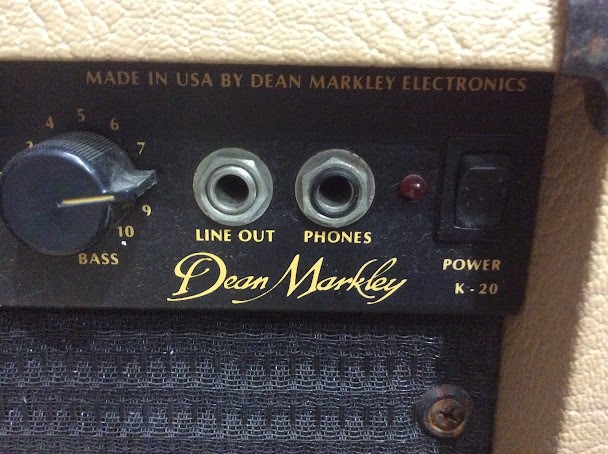 MADE IN USA BY DEAN MARKLEY ELECTRONICS
4 5 6 7 9 10
BASS
LINE OUT PHONES
Dean Markley
POWER
K-20